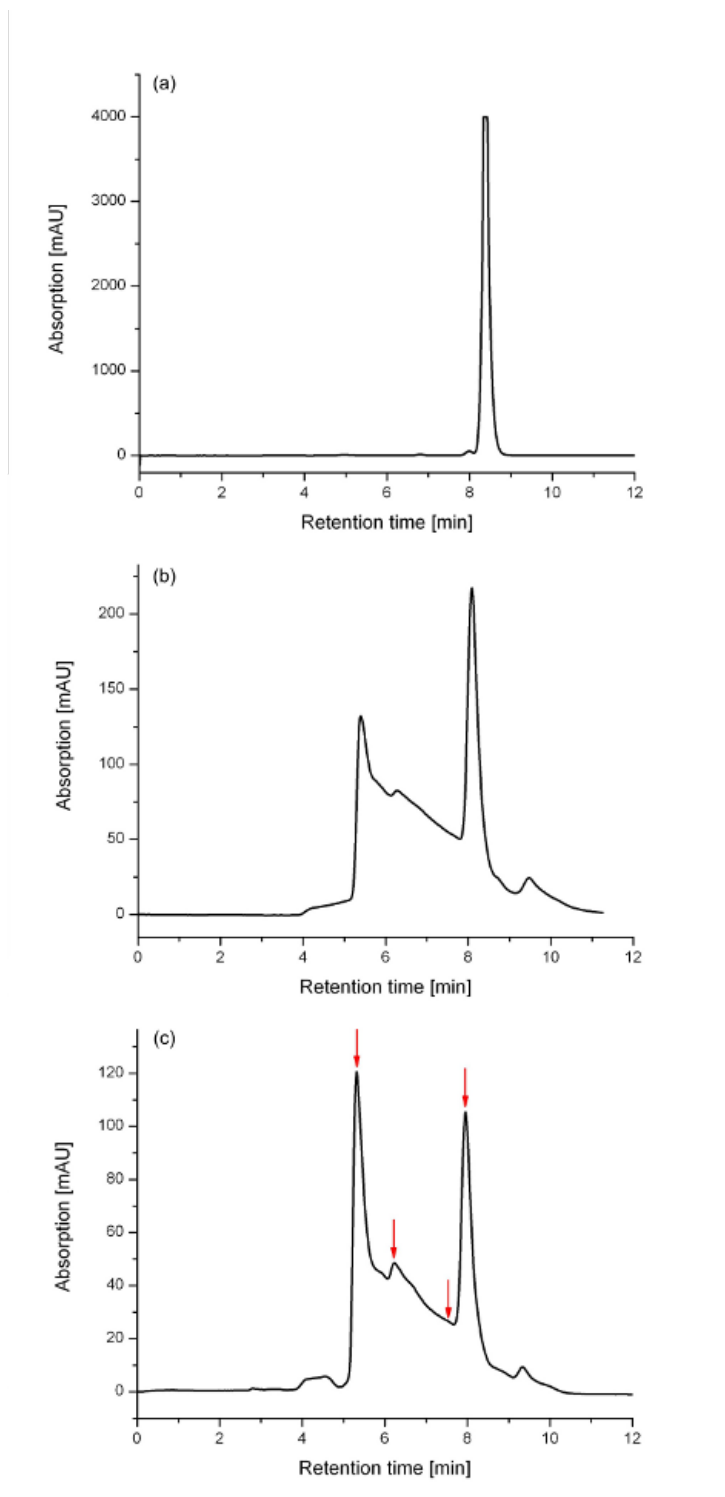 (a)
4000
3000
2000
1000
0
Absorption [mAU]
0 2 4 6 8 10 12
Retention time [min]
(b)
200
150
100
50
0
Absorption [mAU]
0 2 4 6 8 10 12
Retention time [min]
(c)
120
100
80
60
40
20
0
Absorption [mAU]
0 2 4 6 8 10 12
Retention time [min]